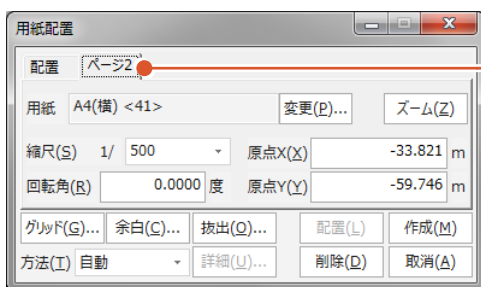 用紙配置
配置 ページ2
用紙 A4(横) <41> 変更(P)... ズーム(Z)
縮尺(S) 1/ 500 原点X(X) -33.821 m
回転角(R) 0.0000 度 原点Y(Y) -59.746 m
グリッド(G)... 余白(C)... 抜出(O)... 配置(L) 作成(M)
方法(T) 自動 詳細(U)... 削除(D) 取消(A)